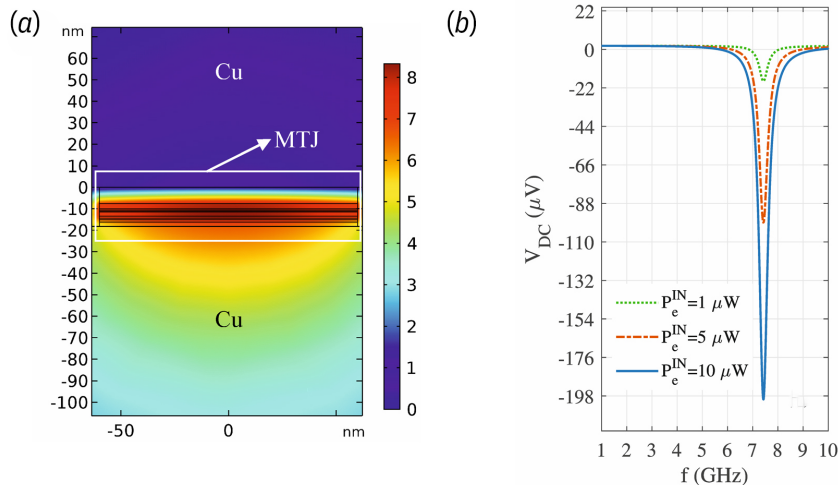 (a)
nm
70
60
50
40
30
20
10
0
-10
-20
-30
-40
-50
-60
-70
-80
-90
-100
Cu
MTJ
Cu
-50 0 nm
8
7
6
5
4
3
2
1
0
(b)
22
0
-22
-44
-66
-88
-110
-132
-154
-176
-198
V_DC (μV)
P_e^IN=1 μW
P_e^IN=5 μW
P_e^IN=10 μW
1 2 3 4 5 6 7 8 9 10
f (GHz)